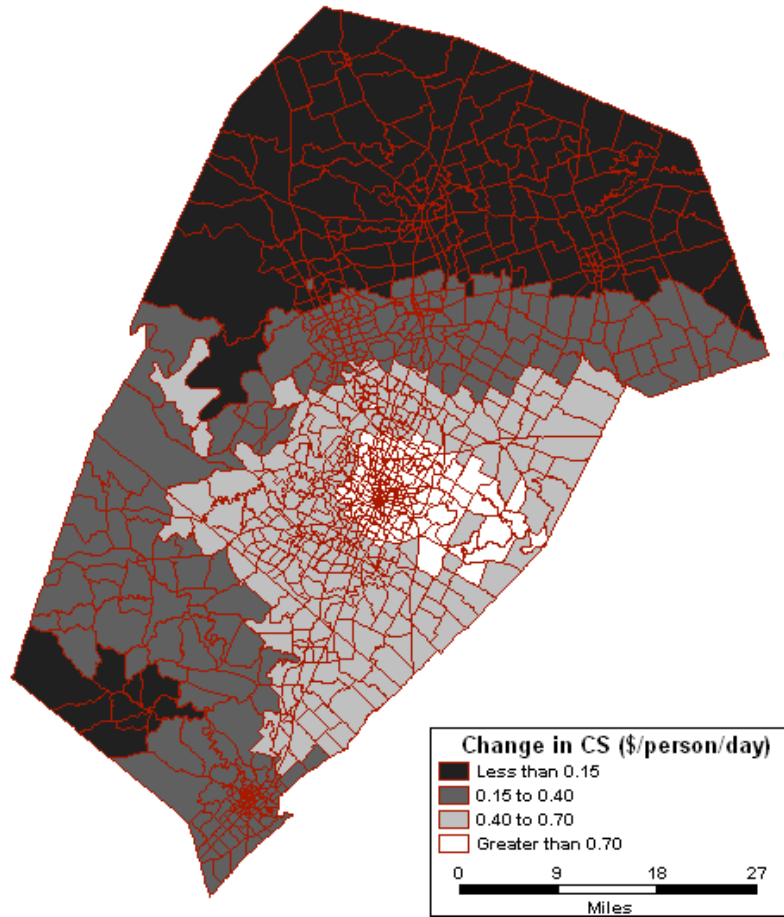 Change in CS ($/person/day)
Less than 0.15
0.15 to 0.40
0.40 to 0.70
Greater than 0.70
0 9 18 27
Miles